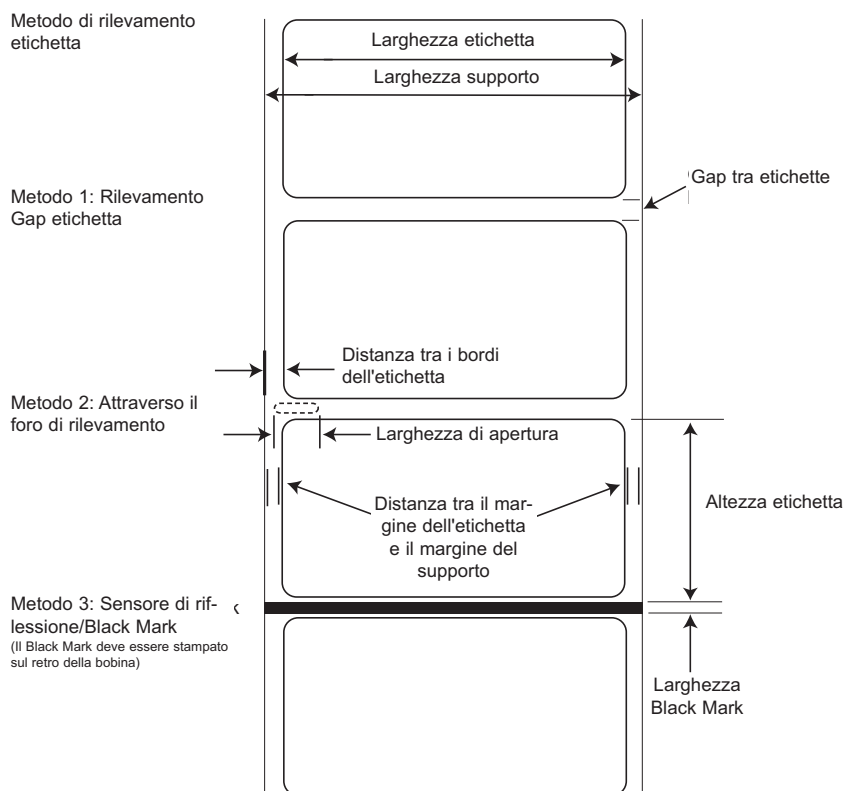 Metodo di rilevamento
etichetta
Larghezza etichetta
Larghezza supporto
Metodo 1: Rilevamento
Gap etichetta
Gap tra etichette
Distanza tra i bordi
dell'etichetta
Metodo 2: Attraverso il
foro di rilevamento
Larghezza di apertura
Distanza tra il mar-
gine dell'etichetta
e il margine del
supporto
Altezza etichetta
Metodo 3: Sensore di rif-
lessione/Black Mark
(Il Black Mark deve essere stampato
sul retro della bobina)
Larghezza
Black Mark